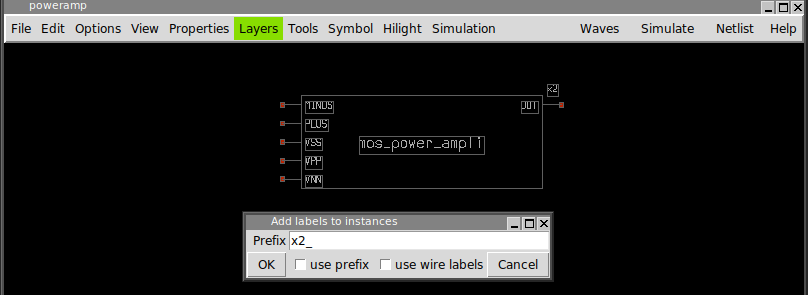 poweramp
File Edit Options View Properties Layers Tools Symbol Hilight Simulation Waves Simulate Netlist Help
x2
MINUS OUT
PLUS
VSS mos_power_ampli
VPP
VNN
Add labels to instances
Prefix x2_
OK use prefix use wire labels Cancel